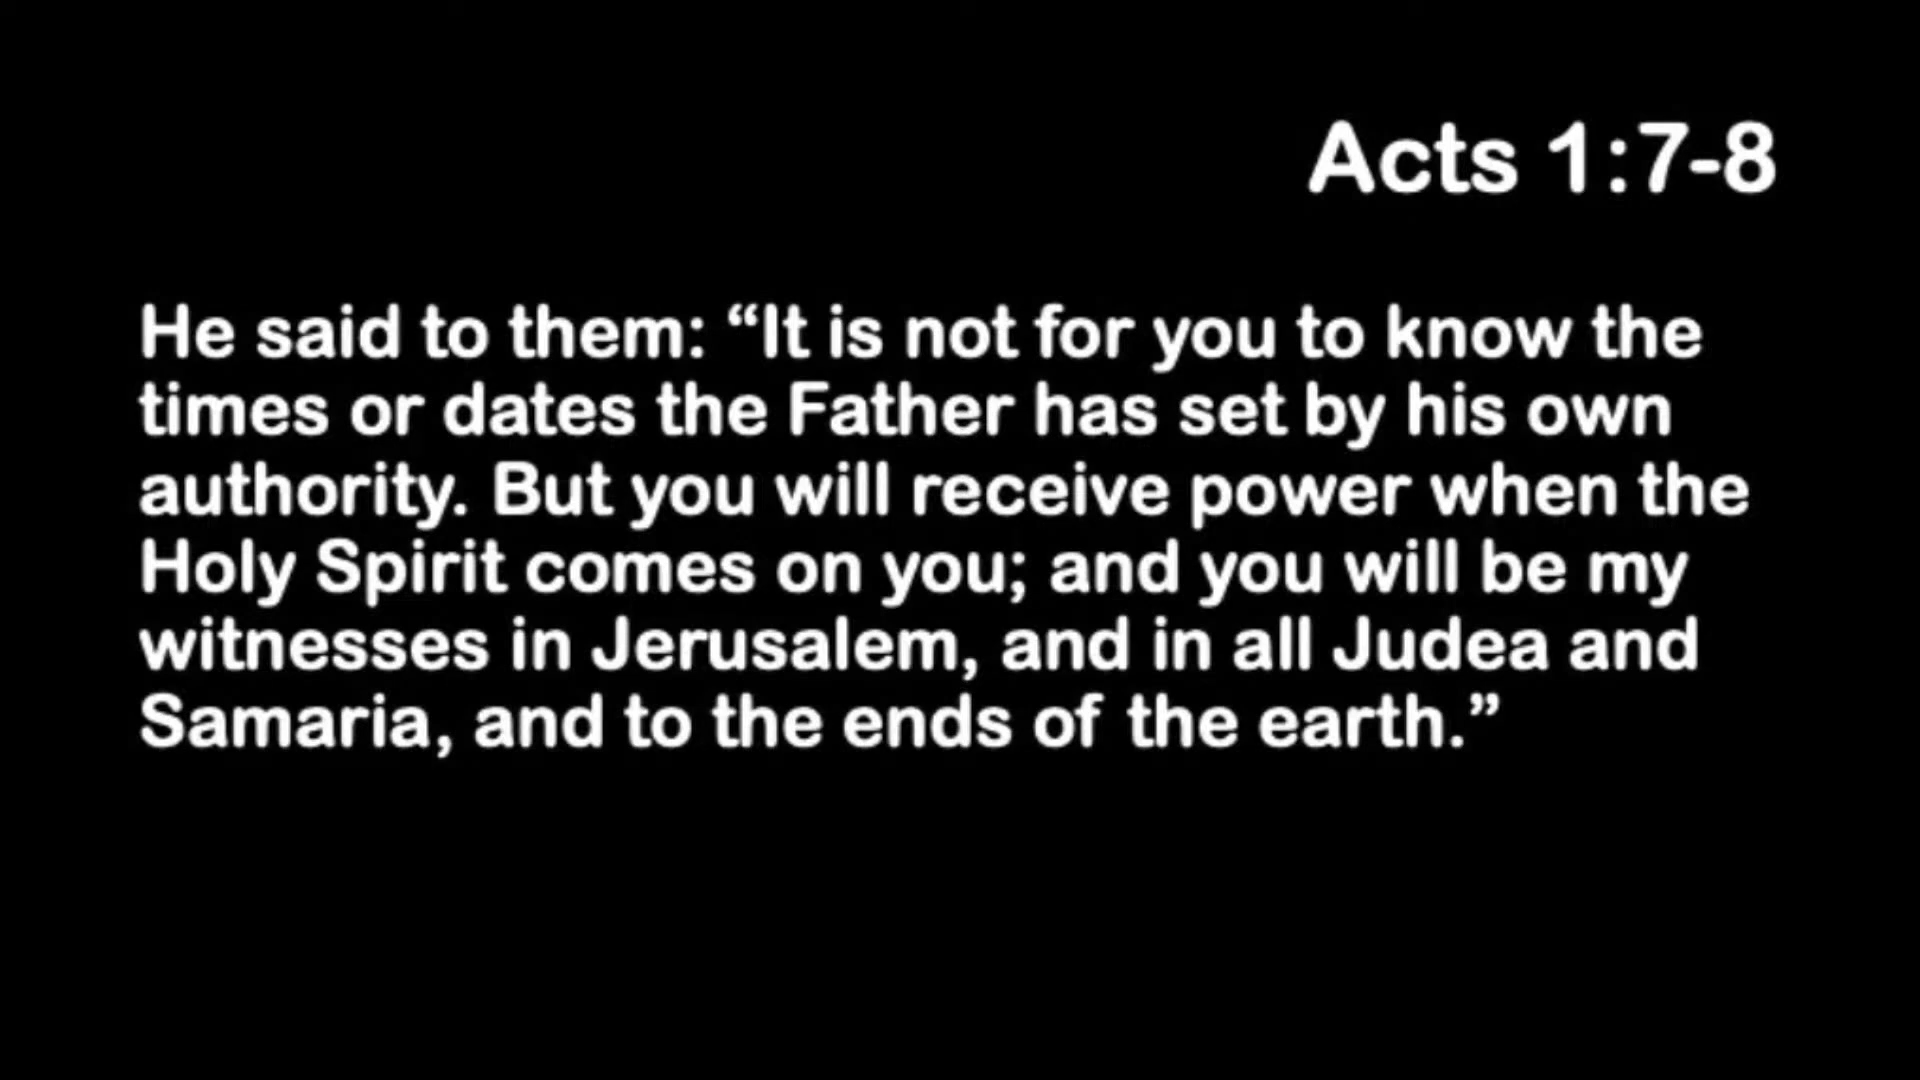 Acts 1:7-8
He said to them: “It is not for you to know the
times or dates the Father has set by his own
authority. But you will receive power when the
Holy Spirit comes on you; and you will be my
witnesses in Jerusalem, and in all Judea and
Samaria, and to the ends of the earth.”